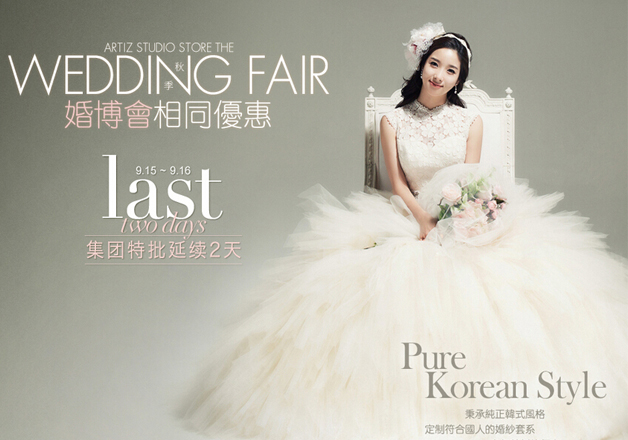 ARTIZ STUDIO STORE THE
WEDDING FAIR
秋季
婚博會相同優惠
9.15 ~ 9.16
last
two days
集团特批延续2天
Pure
Korean Style
秉承純正韓式風格
定制符合國人的婚紗套系